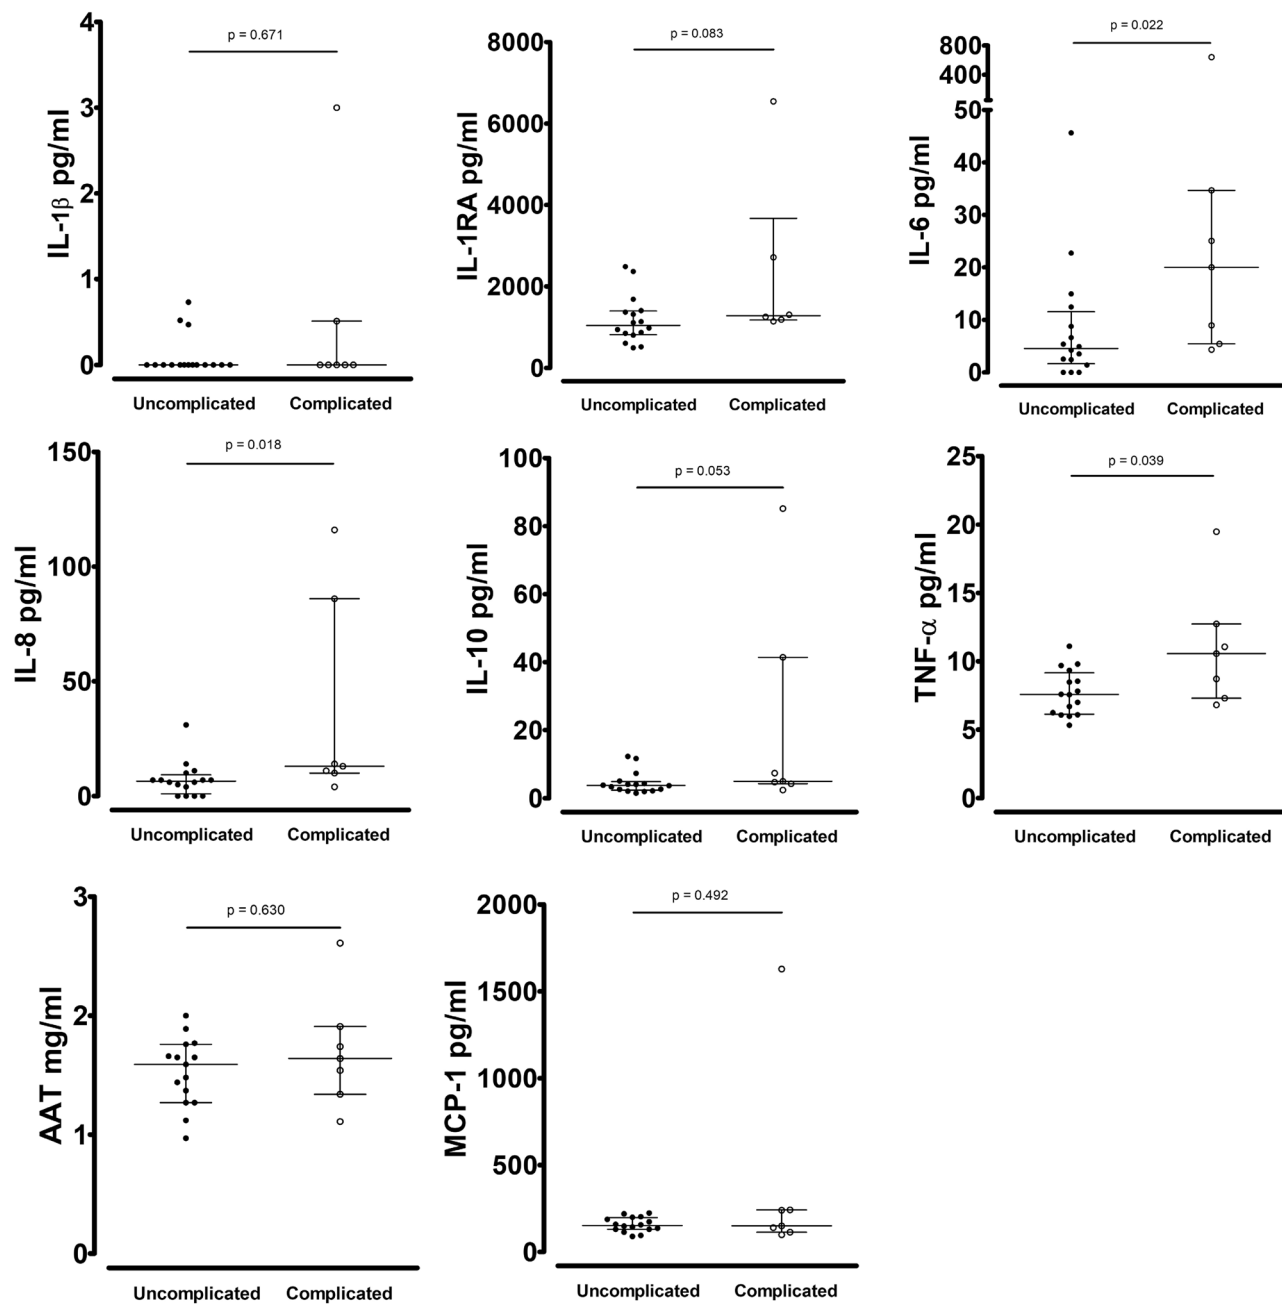 p = 0.671
IL-1β pg/ml
4
3
2
1
0
Uncomplicated Complicated
p = 0.083
IL-1RA pg/ml
8000
6000
4000
2000
0
Uncomplicated Complicated
p = 0.022
IL-6 pg/ml
800
400
50
40
30
20
10
0
Uncomplicated Complicated
p = 0.018
IL-8 pg/ml
150
100
50
0
Uncomplicated Complicated
p = 0.053
IL-10 pg/ml
100
80
60
40
20
0
Uncomplicated Complicated
p = 0.039
TNF-α pg/ml
25
20
15
10
5
0
Uncomplicated Complicated
p = 0.630
AAT mg/ml
3
2
1
0
Uncomplicated Complicated
p = 0.492
MCP-1 pg/ml
2000
1500
1000
500
0
Uncomplicated Complicated